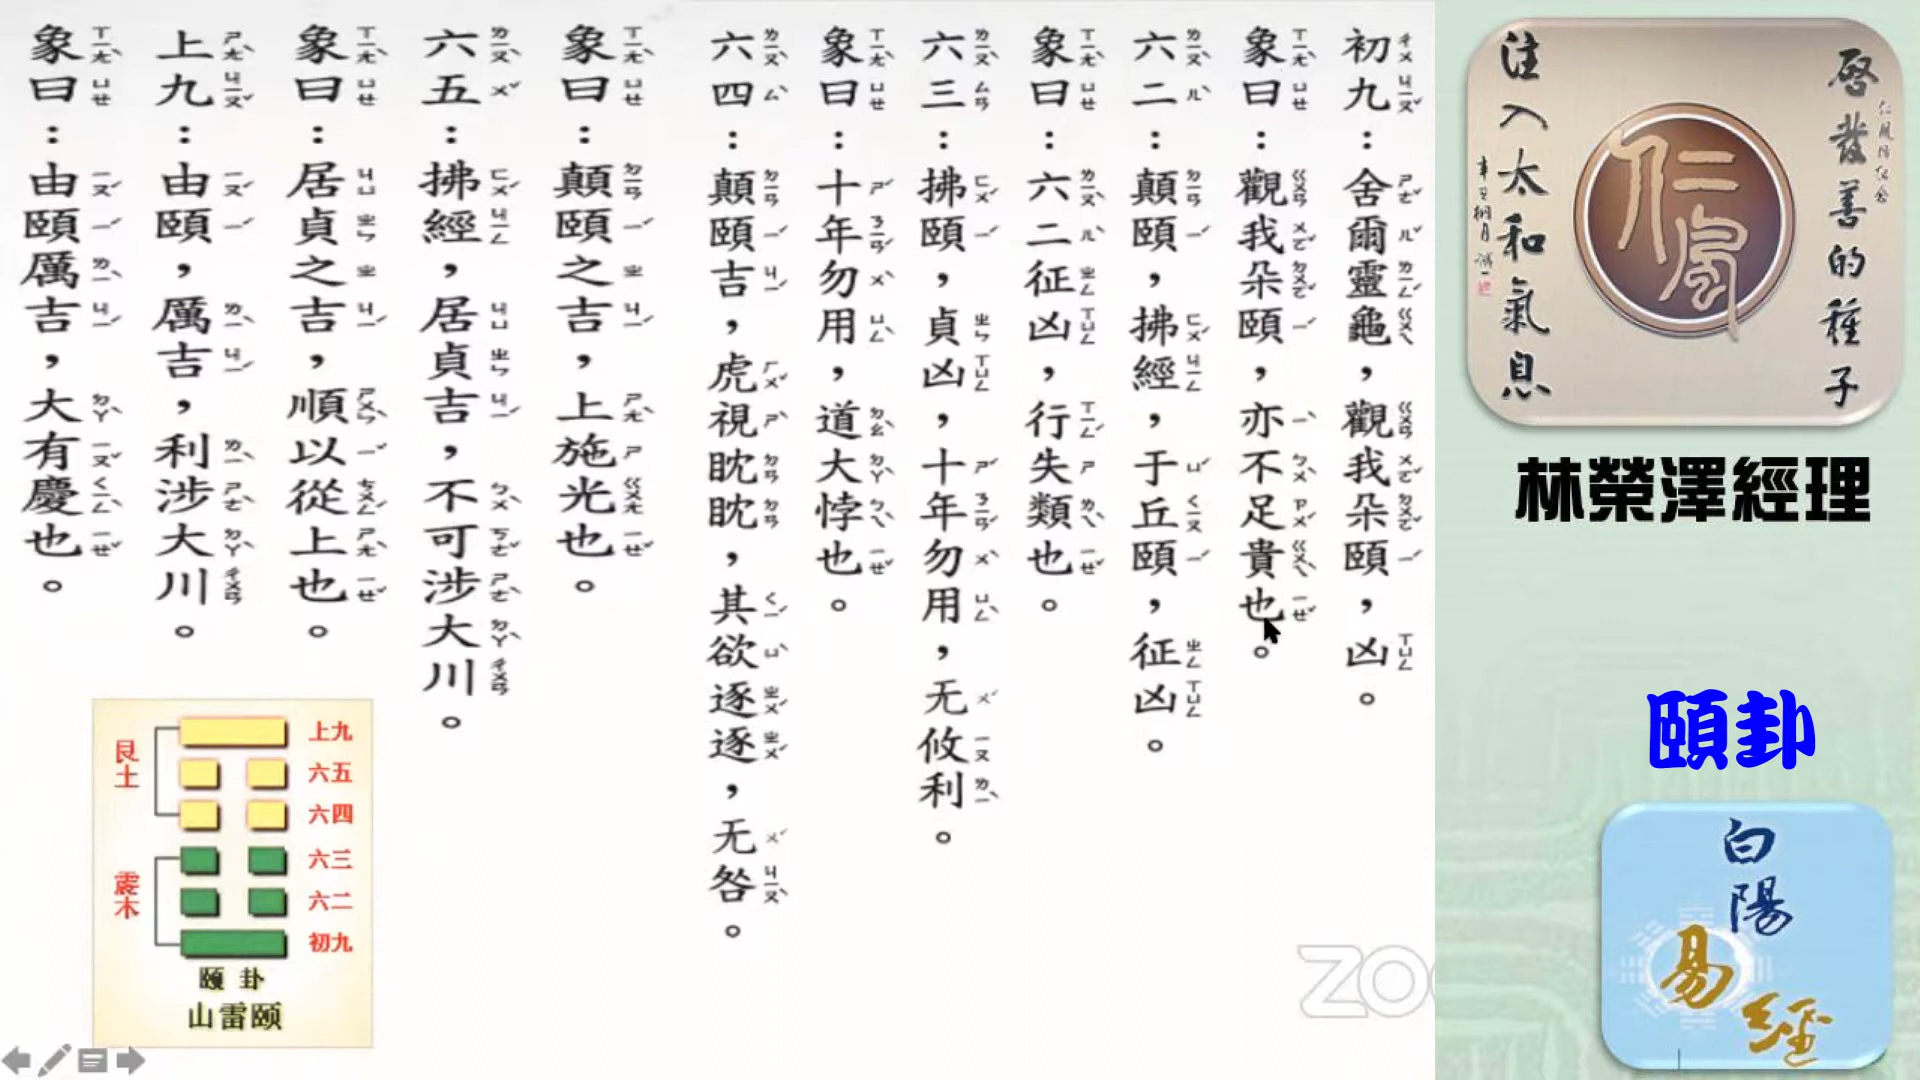 初九：舍爾靈龜，觀我朵頤，凶。
象曰：觀我朵頤，亦不足貴也。
六二：顛頤，拂經，于丘頤，征凶。
象曰：六二征凶，行失類也。
六三：拂頤，貞凶，十年勿用，无攸利。
象曰：十年勿用，道大悖也。
六四：顛頤吉，虎視眈眈，其欲逐逐，无咎。
象曰：顛頤之吉，上施光也。
六五：拂經，居貞吉，不可涉大川。
象曰：居貞之吉，順以從上也。
上九：由頤，厲吉，利涉大川。
象曰：由頤厲吉，大有慶也。
艮土
震木
上九
六五
六四
六三
六二
初九
頤 卦
山雷颐
啓發善的種子
注入太和氣息
仁風
林榮澤經理
頤卦
白陽
易經